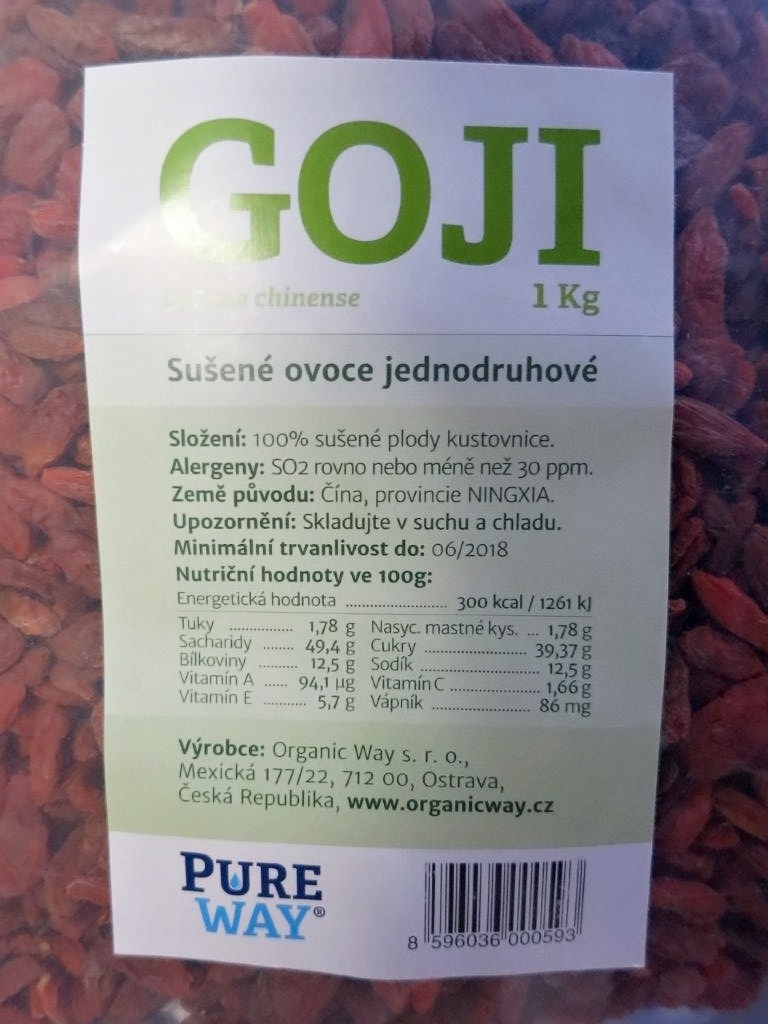 GOJI
chinense
1 Kg
Sušené ovoce jednodruhové
Složení: 100% sušené plody kustovnice.
Alergeny: SO2 rovno nebo méně než 30 ppm.
Země původu: Čína, provincie NINGXIA.
Upozornění: Skladujte v suchu a chladu.
Minimální trvanlivost do: 06/2018
Nutriční hodnoty ve 100g:
Energetická hodnota ........................ 300 kcal / 1261 kJ
Tuky ............... 1,78 g Nasyc. mastné kys. ... 1,78 g
Sacharidy ....... 49,4 g Cukry ........................... 39,37 g
Bílkoviny ......... 12,5 g Sodík ........................... 12,5 g
Vitamín A ...... 94,1 µg Vitamín C ..................... 1,66 g
Vitamín E .......... 5,7 g Vápník ........................ 86 mg
Výrobce: Organic Way s. r. o.,
Mexická 177/22, 712 00, Ostrava,
Česká Republika, www.organicway.cz
PURE
WAY®
8 596036 000593